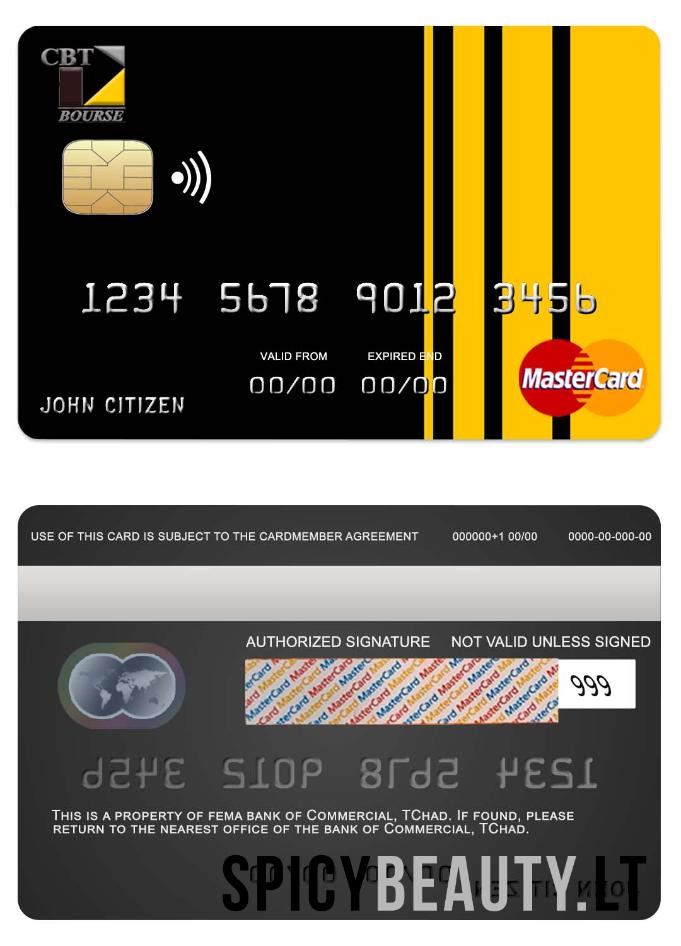 CBT
BOURSE
1234 5678 9012 3456
VALID FROM EXPIRED END
00/00 00/00
JOHN CITIZEN
MasterCard
USE OF THIS CARD IS SUBJECT TO THE CARDMEMBER AGREEMENT 000000+1 00/00 0000-00-000-00
AUTHORIZED SIGNATURE NOT VALID UNLESS SIGNED
MasterCard MasterCard MasterCard
999
THIS IS A PROPERTY OF FEMA BANK OF COMMERCIAL, TCHAD. IF FOUND, PLEASE
RETURN TO THE NEAREST OFFICE OF THE BANK OF COMMERCIAL, TCHAD.
SPICYBEAUTY.LT